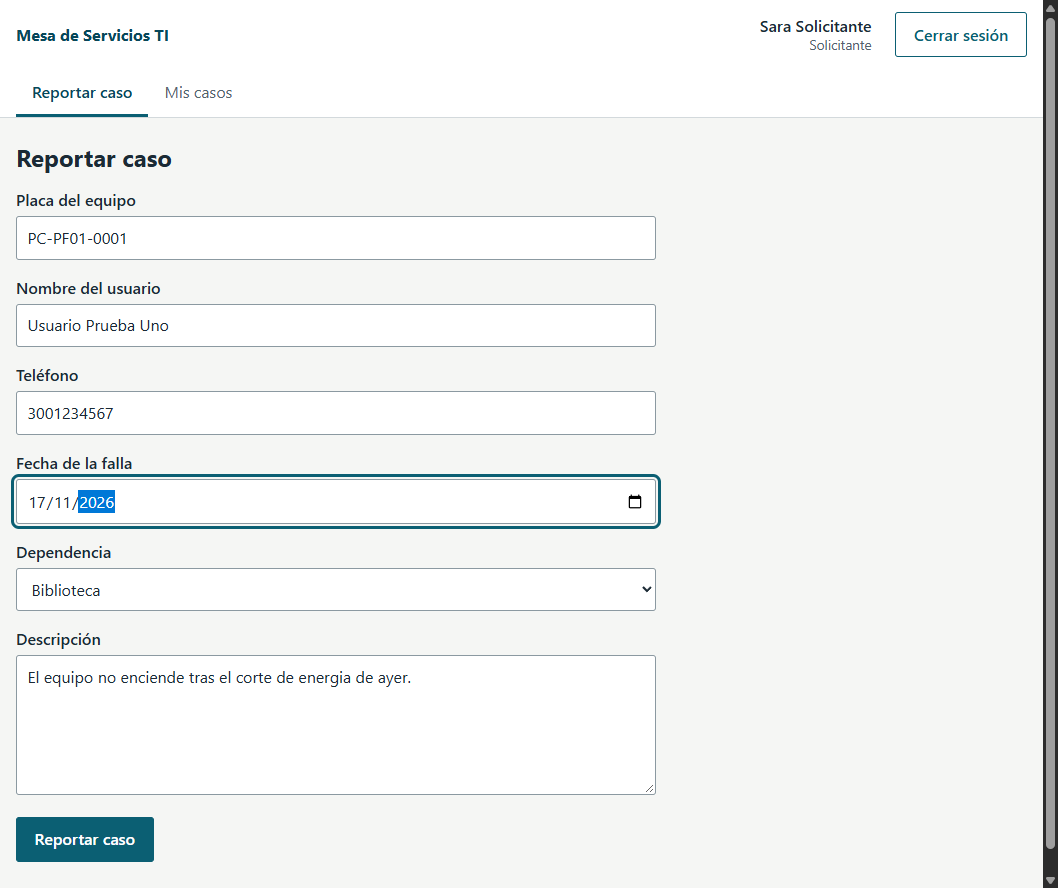 Mesa de Servicios TI
Sara Solicitante
Solicitante
Cerrar sesión
Reportar caso
Mis casos
Reportar caso
Placa del equipo
PC-PF01-0001
Nombre del usuario
Usuario Prueba Uno
Teléfono
3001234567
Fecha de la falla
17/11/2026
Dependencia
Biblioteca
Descripción
El equipo no enciende tras el corte de energia de ayer.
Reportar caso